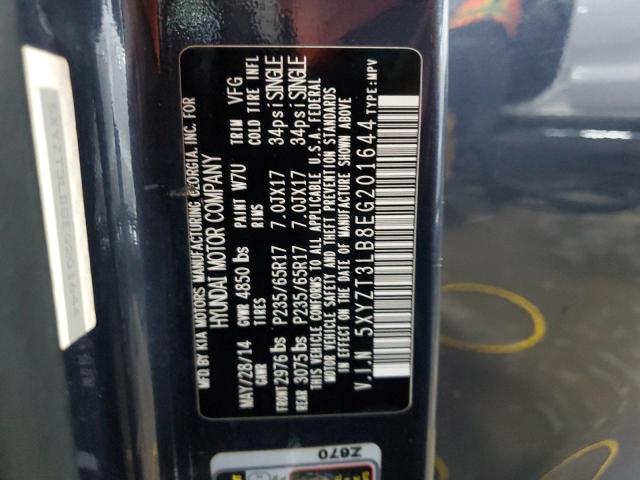 MFD. BY KIA MOTORS MANUFACTURING GEORGIA, INC. FOR
HYUNDAI MOTOR COMPANY
MAY/28/14 PAINT W7U TRIM VFG
GVWR 4850 lbs
GAWR TIRES RIMS COLD TIRE INFL
FRONT 2976 lbs P235/65R17 7.0JX17 34psi SINGLE
REAR 3075 lbs P235/65R17 7.0JX17 34psi SINGLE
THIS VEHICLE CONFORMS TO ALL APPLICABLE U.S.A. FEDERAL
MOTOR VEHICLE SAFETY AND THEFT PREVENTION STANDARDS
IN EFFECT ON THE DATE OF MANUFACTURE SHOWN ABOVE.
V.I.N 5XYZT3LB8EG201644 TYPE:MPV
Z670